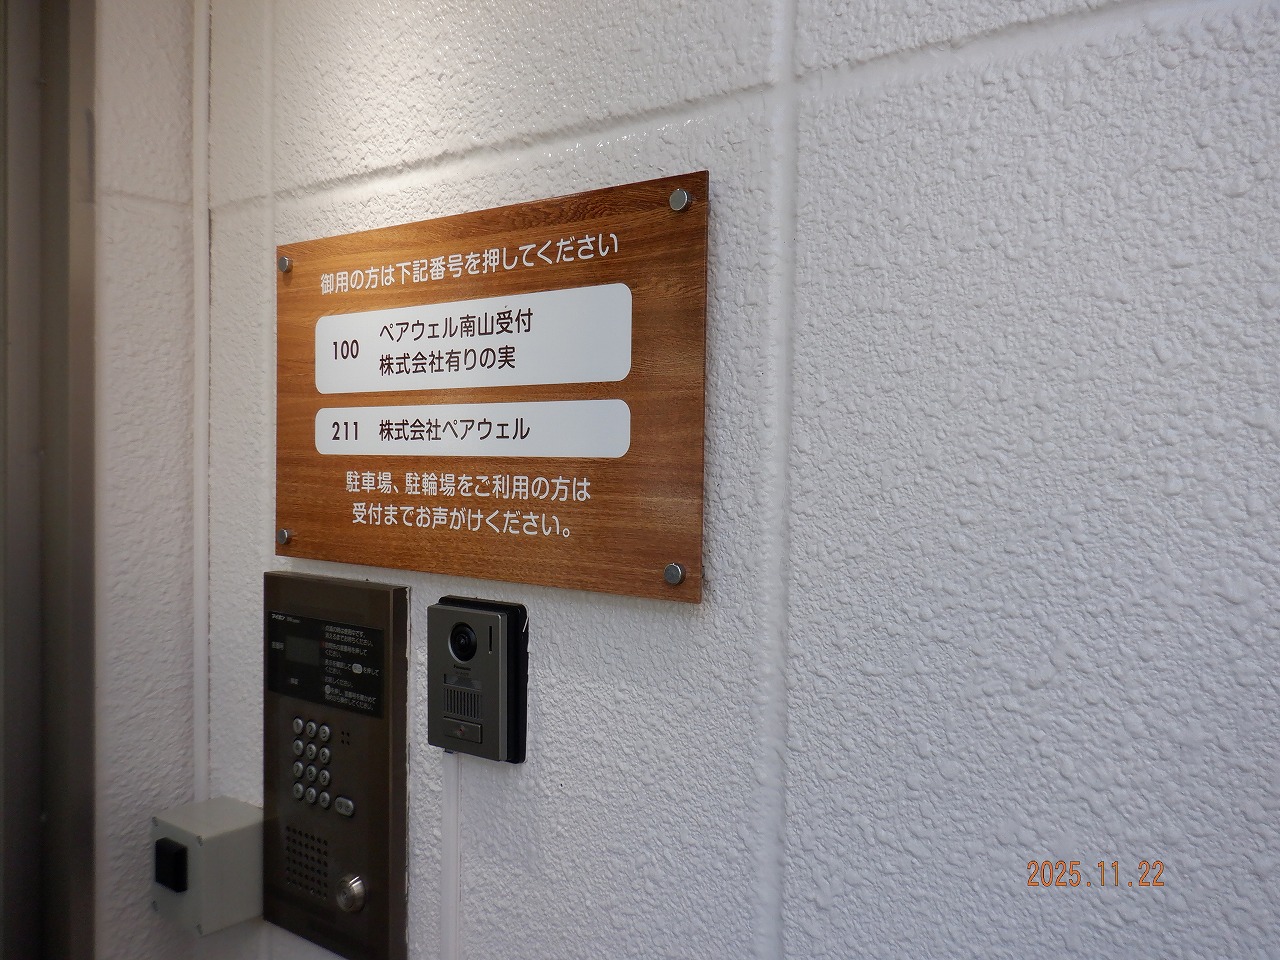 御用の方は下記番号を押してください
100 ペアウェル南山受付
株式会社有りの実
211 株式会社ペアウェル
駐車場、駐輪場をご利用の方は
受付までお声がけください。
Panasonic
2025.11.22